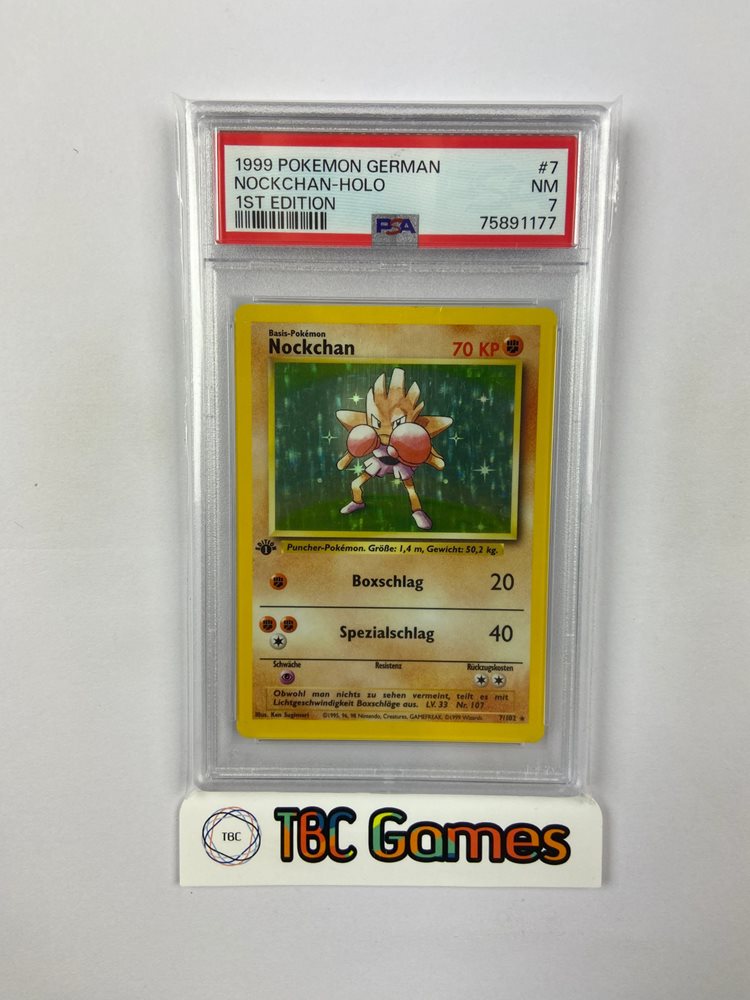 1999 POKEMON GERMAN #7
NOCKCHAN-HOLO NM
1ST EDITION 7
PSA 75891177
Basis-Pokémon
Nockchan 70 KP
EDITION 1
Puncher-Pokémon. Größe: 1,4 m, Gewicht: 50,2 kg.
Boxschlag 20
Spezialschlag 40
Schwäche Resistenz Rückzugskosten
Obwohl man nichts zu sehen vermeint, teilt es mit
Lichtgeschwindigkeit Boxschläge aus. LV. 33 Nr. 107
Illus. Ken Sugimori ©1995, 96, 98 Nintendo, Creatures, GAMEFREAK. ©1999 Wizards. 7/102
TBC TBC Games